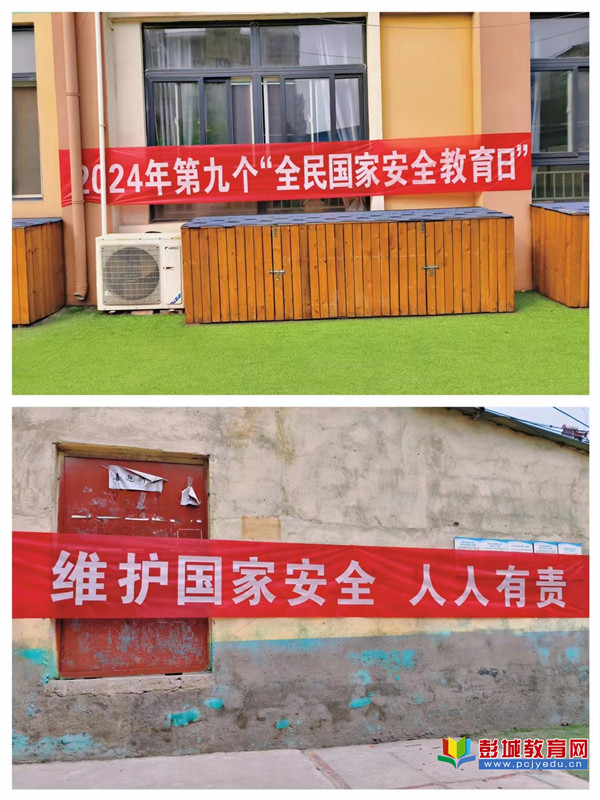 2024年第九个“全民国家安全教育日”
维护国家安全 人人有责
彭城教育网
www.pcjyedu.cn